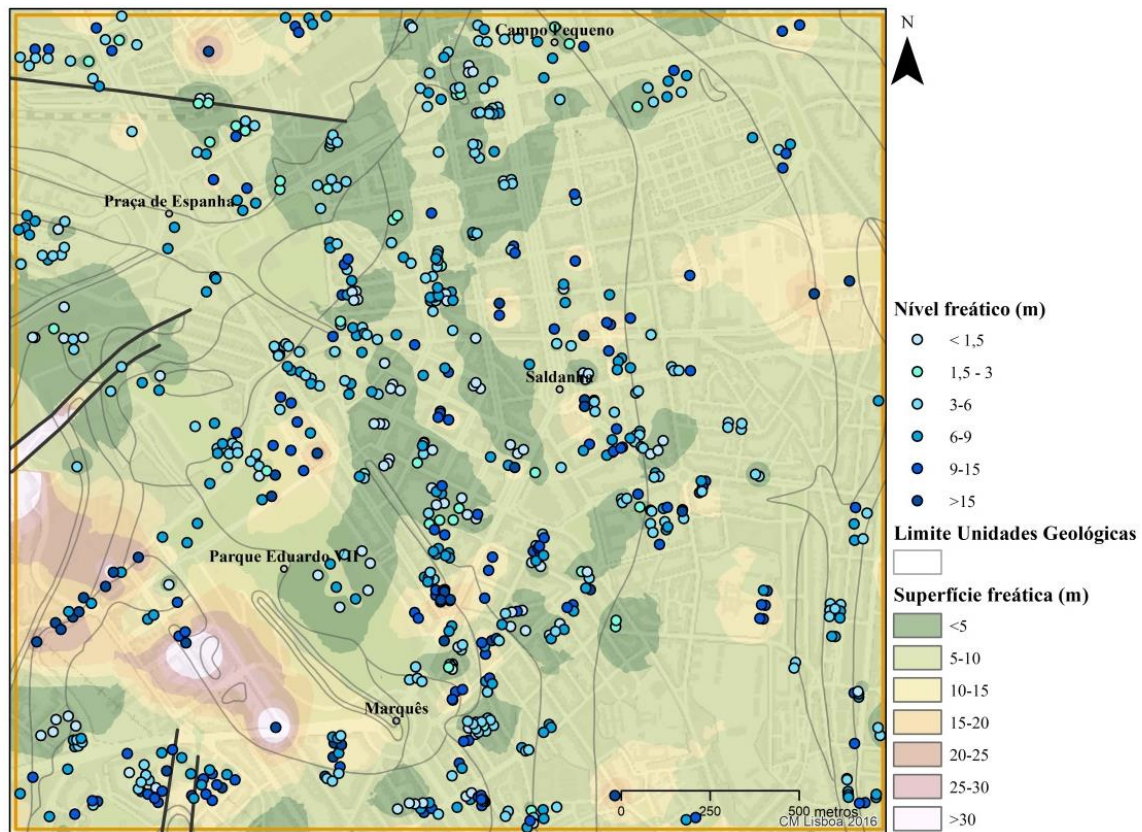 Campo Pequeno
N
Praça de Espanha
Saldanha
Parque Eduardo VII
Marquês
0 250 500 metros
CM Lisboa 2016
Nível freático (m)
< 1,5
1,5 - 3
3-6
6-9
9-15
>15
Limite Unidades Geológicas
Superfície freática (m)
<5
5-10
10-15
15-20
20-25
25-30
>30